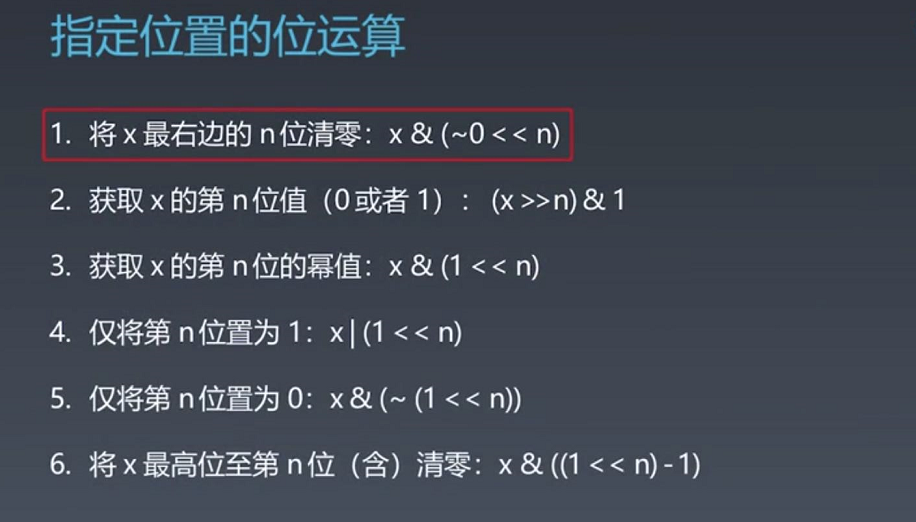 指定位置的位运算
1. 将 x 最右边的 n 位清零：x & (~0 << n)
2. 获取 x 的第 n 位值（0 或者 1）：(x >>n) & 1
3. 获取 x 的第 n 位的幂值：x & (1 << n)
4. 仅将第 n 位置为 1：x | (1 << n)
5. 仅将第 n 位置为 0：x & (~ (1 << n))
6. 将 x 最高位至第 n 位（含）清零：x & ((1 << n) - 1)